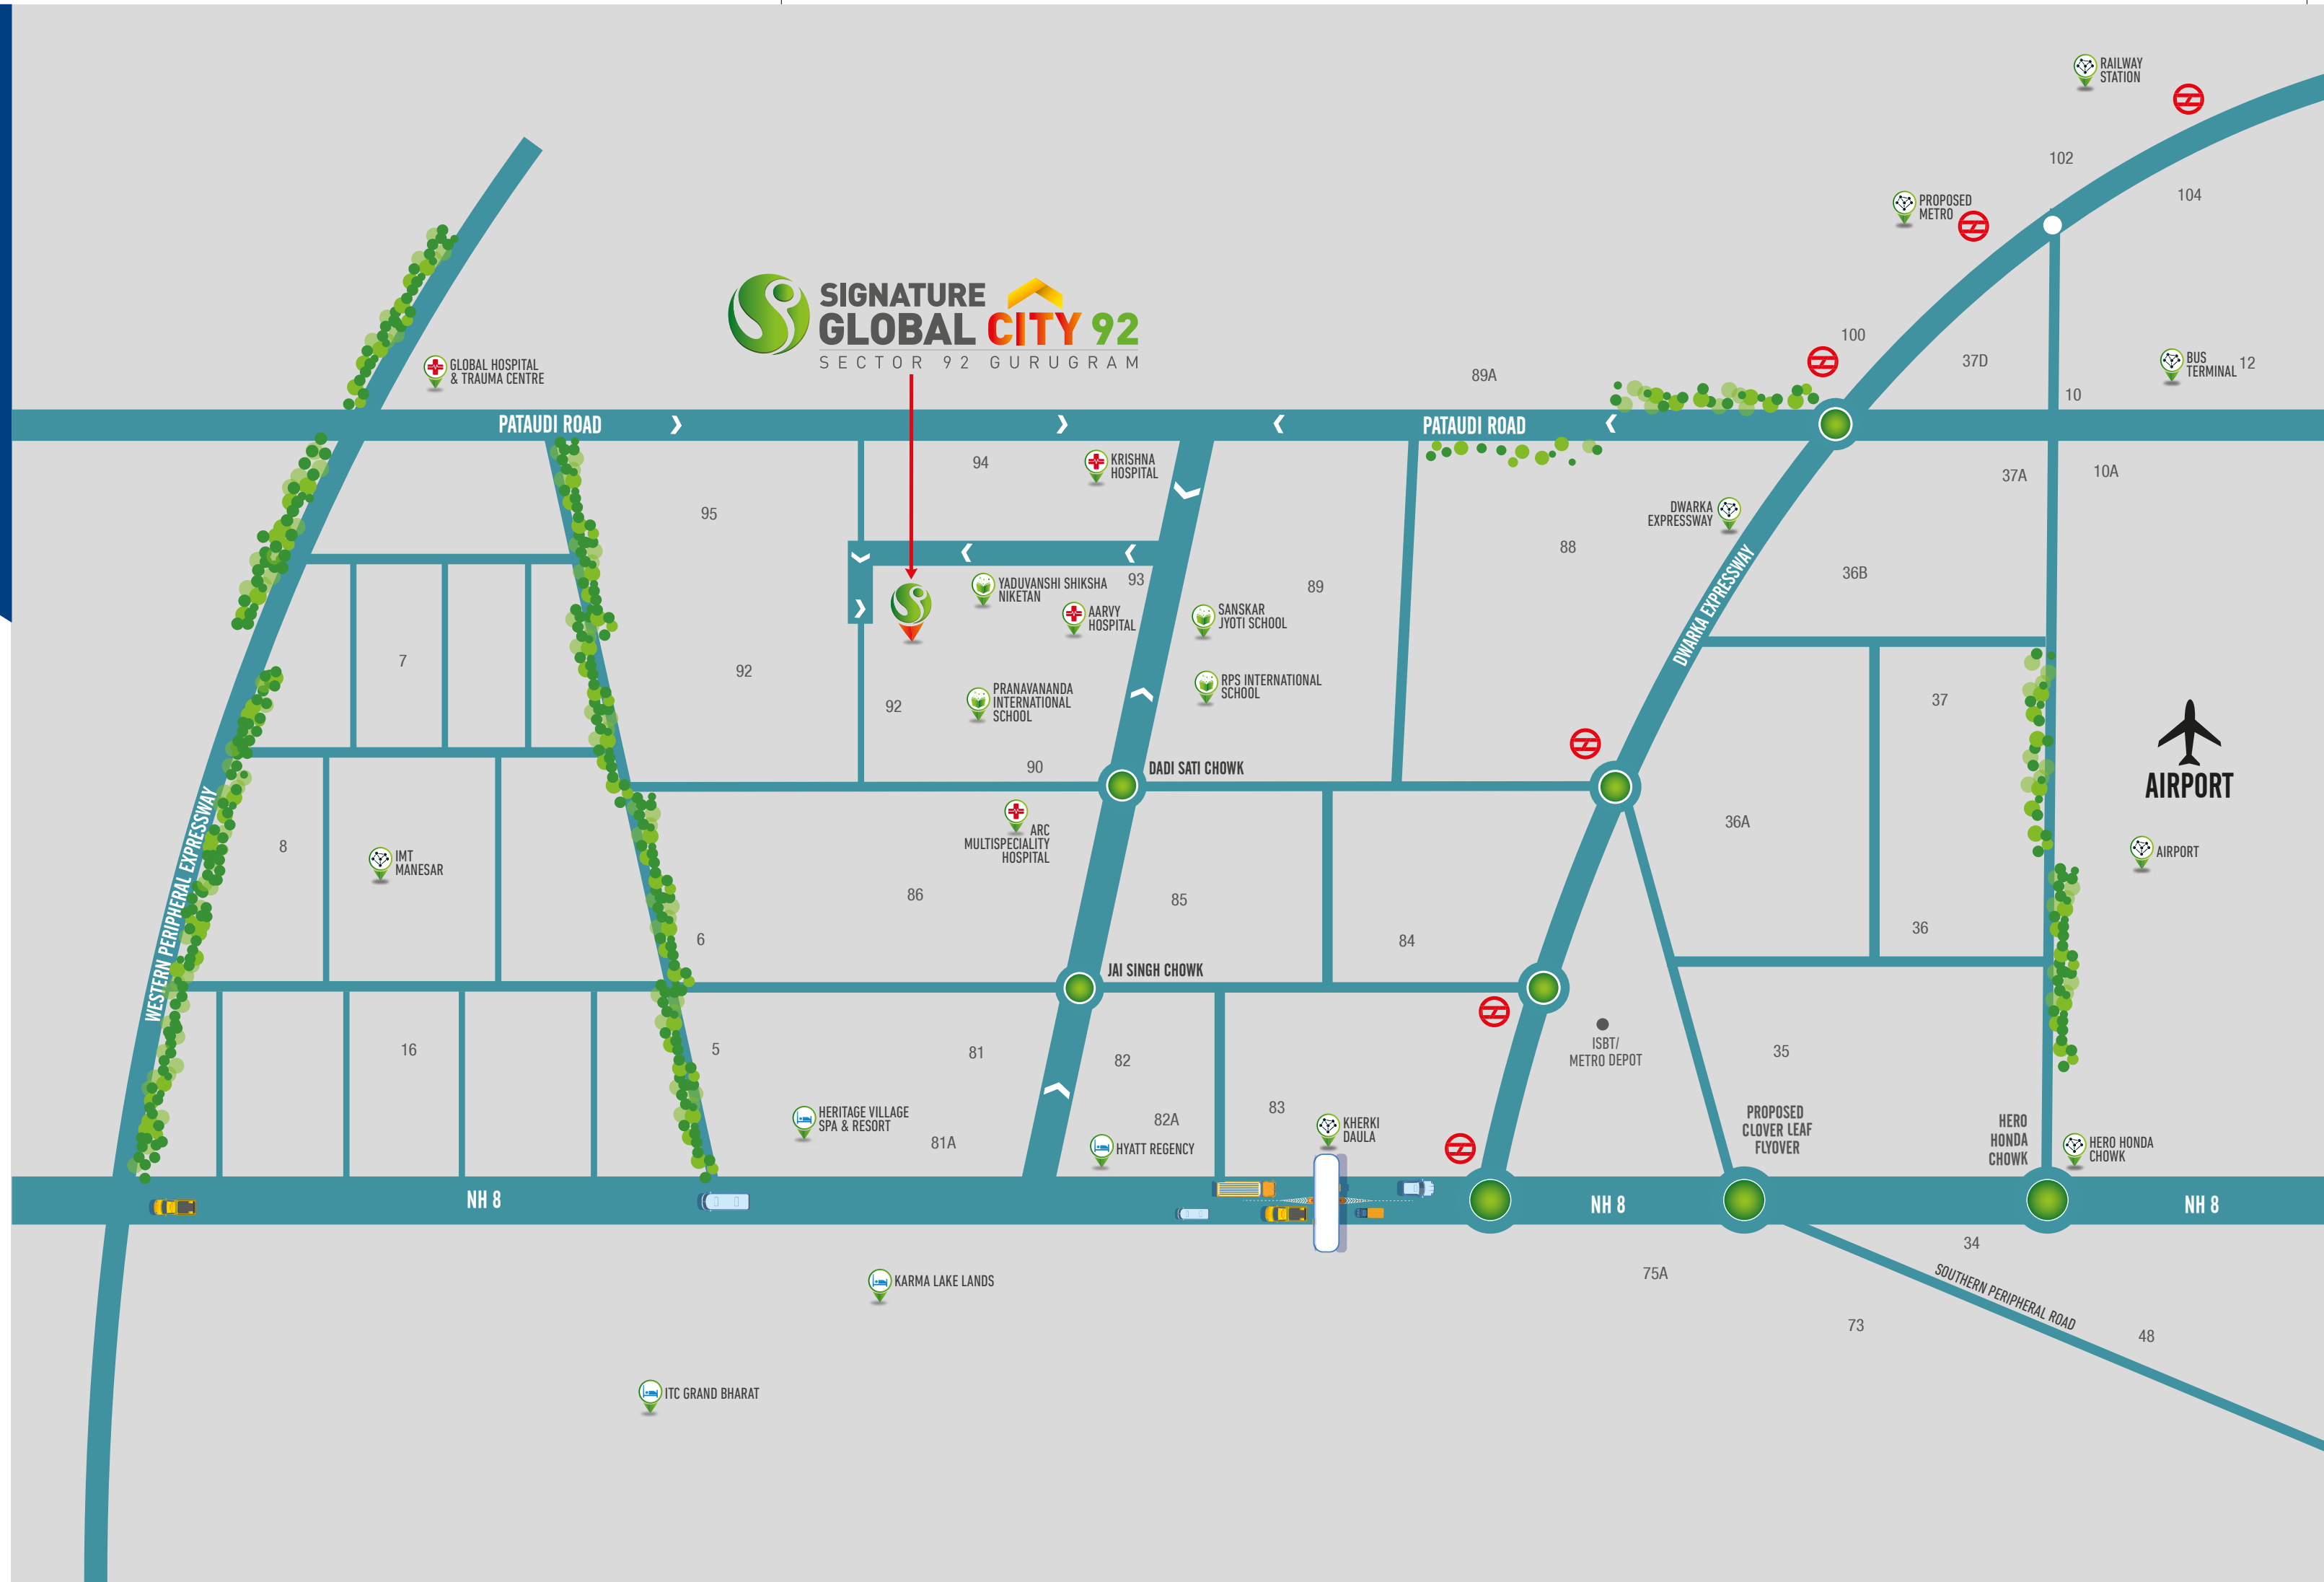 RAILWAY
STATION
102
104
PROPOSED
METRO
SIGNATURE
GLOBAL CITY 92
SECTOR 92 GURUGRAM
100
37D
BUS
TERMINAL
12
GLOBAL HOSPITAL
& TRAUMA CENTRE
89A
10
PATAUDI ROAD
PATAUDI ROAD
94
KRISHNA
HOSPITAL
37A
10A
95
DWARKA
EXPRESSWAY
88
36B
93
YADUVANSHI SHIKSHA
NIKETAN
89
AARVY
HOSPITAL
SANSKAR
JYOTI SCHOOL
DWARKA EXPRESSWAY
7
92
92
PRANAVANANDA
INTERNATIONAL
SCHOOL
RPS INTERNATIONAL
SCHOOL
37
90
DADI SATI CHOWK
AIRPORT
ARC
MULTISPECIALITY
HOSPITAL
36A
8
IMT
MANESAR
AIRPORT
WESTERN PERIPHERAL EXPRESSWAY
86
85
84
36
6
JAI SINGH CHOWK
16
5
81
82
ISBT/
METRO DEPOT
35
HERITAGE VILLAGE
SPA & RESORT
81A
82A
83
HYATT REGENCY
KHERKI
DAULA
PROPOSED
CLOVER LEAF
FLYOVER
HERO
HONDA
CHOWK
HERO HONDA
CHOWK
NH 8
NH 8
NH 8
34
75A
SOUTHERN PERIPHERAL ROAD
KARMA LAKE LANDS
73
48
ITC GRAND BHARAT